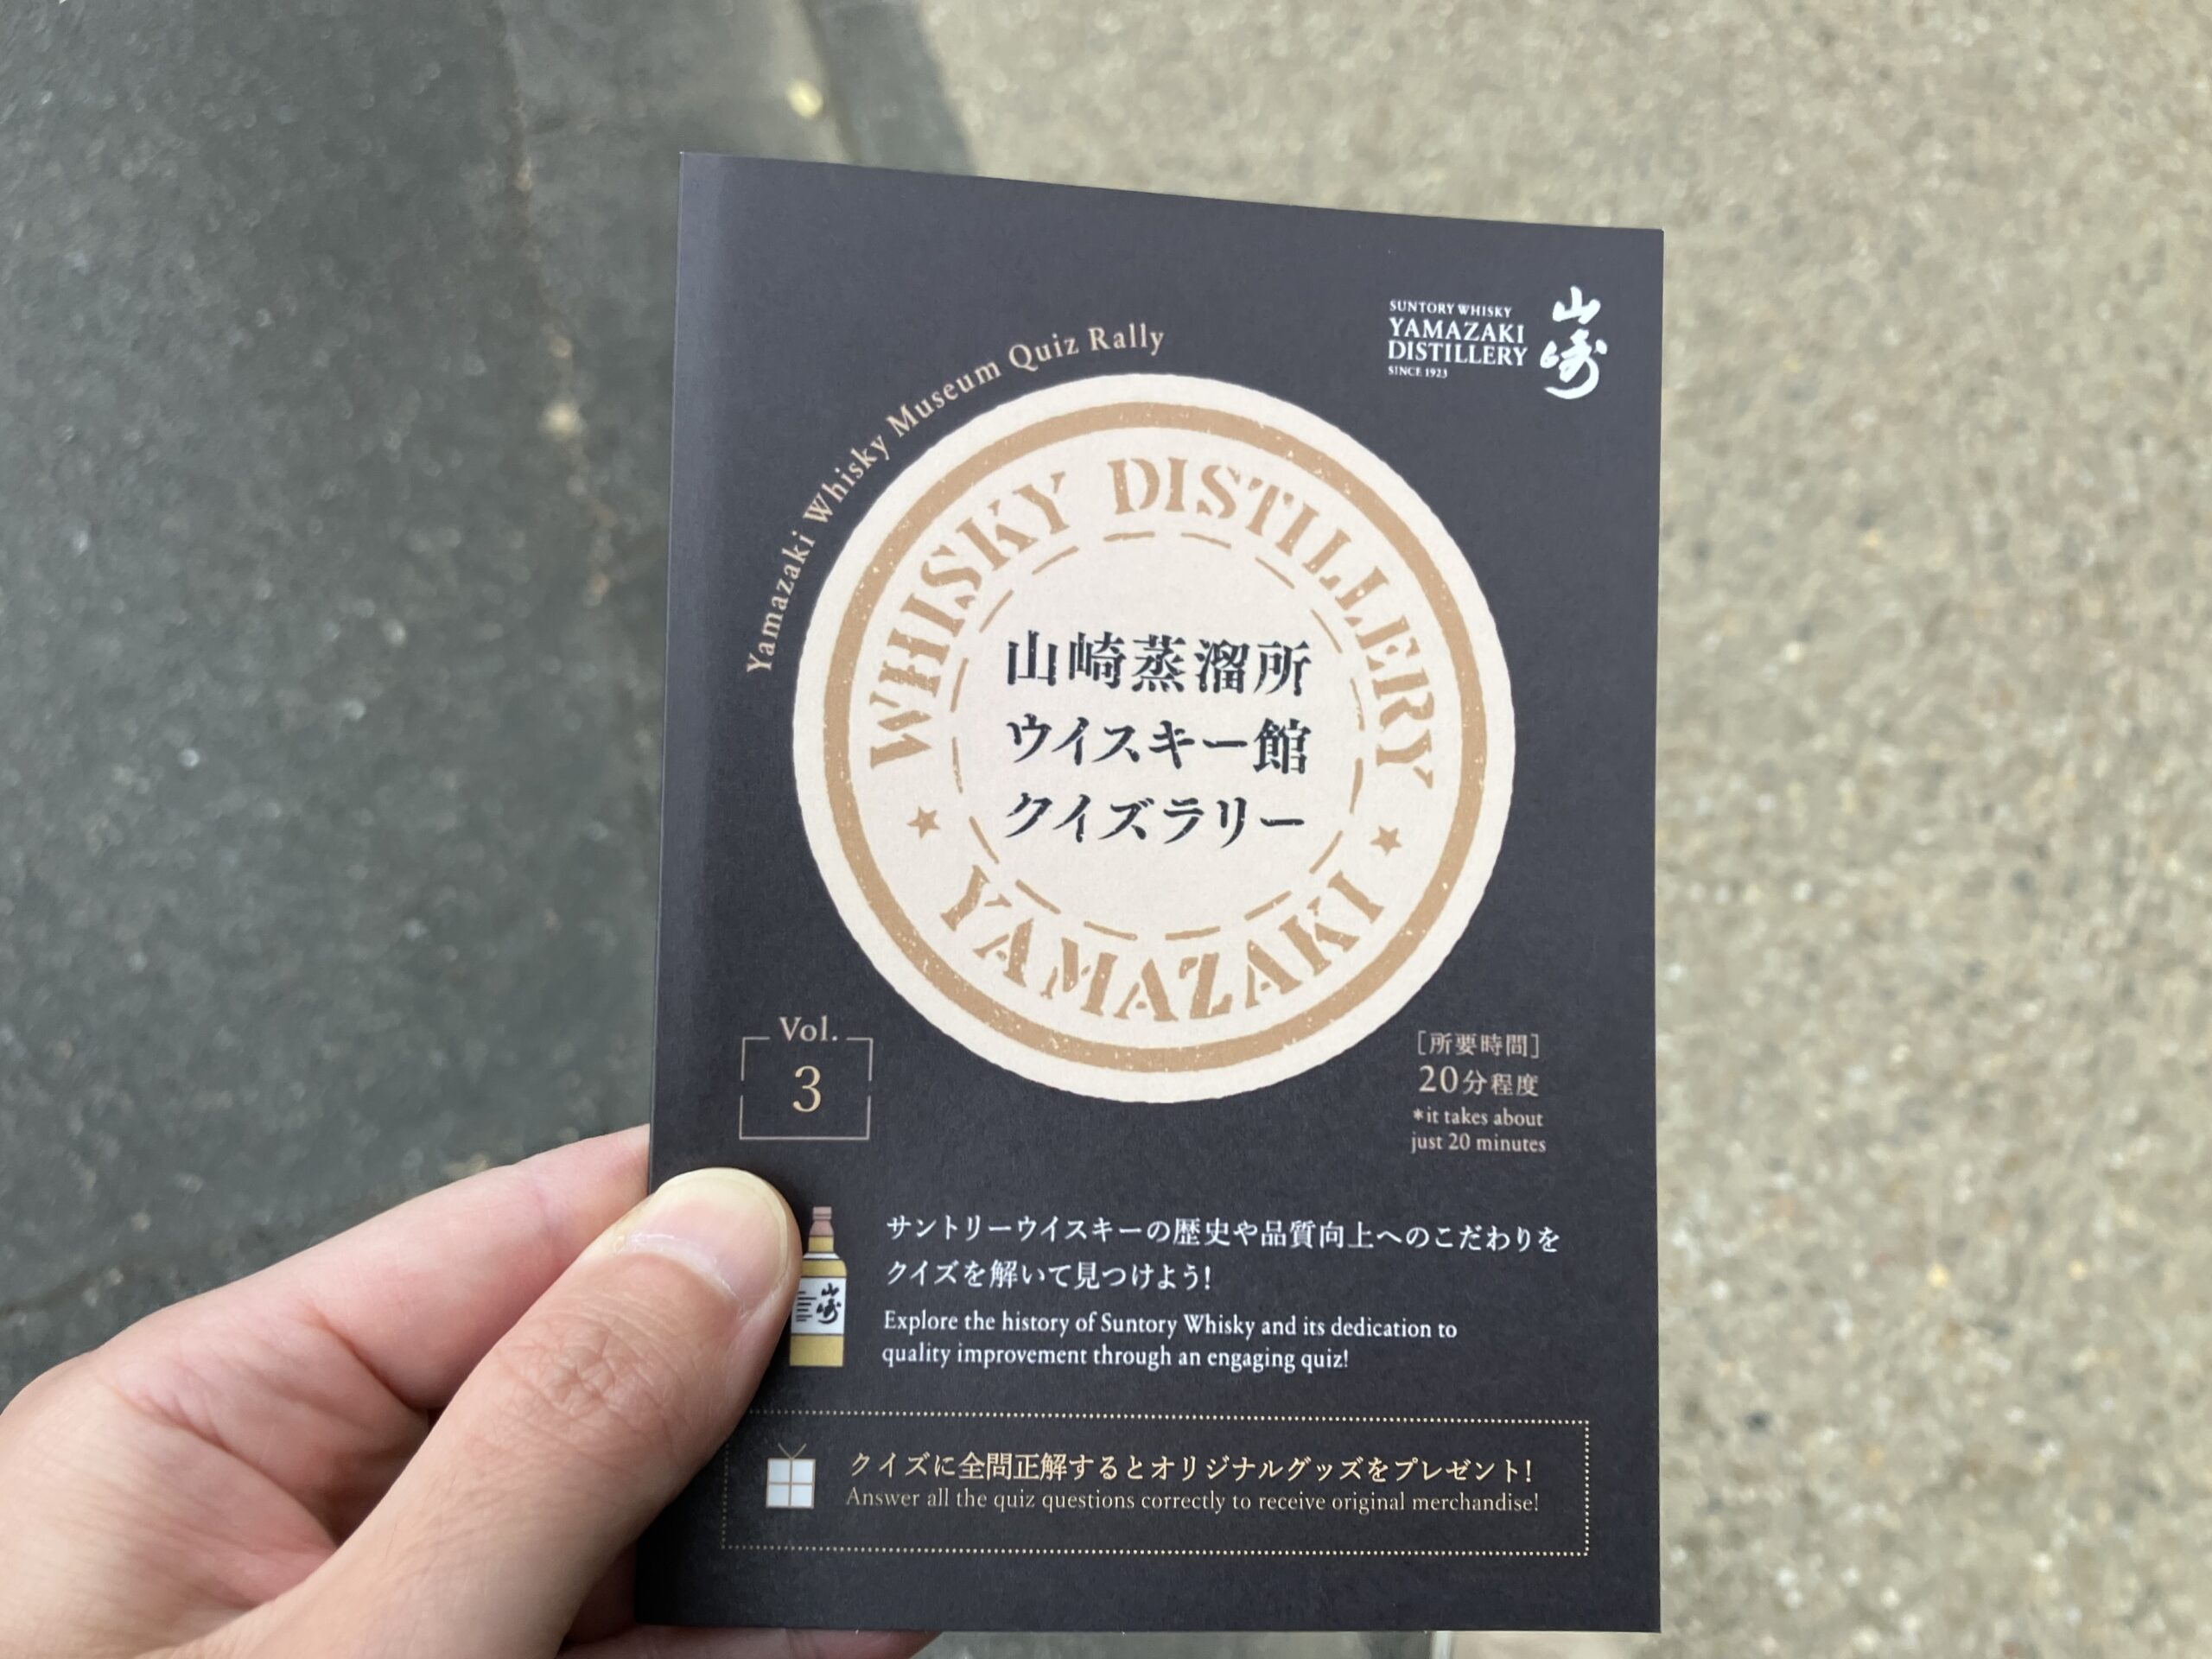 SUNTORY WHISKY
YAMAZAKI
DISTILLERY
SINCE 1923
山崎
Yamazaki Whisky Museum Quiz Rally
WHISKY DISTILLERY
山崎蒸溜所
ウイスキー館
クイズラリー
★ YAMAZAKI ★
Vol.
3
[所要時間]
20分程度
*it takes about
just 20 minutes
山崎
サントリーウイスキーの歴史や品質向上へのこだわりを
クイズを解いて見つけよう!
Explore the history of Suntory Whisky and its dedication to
quality improvement through an engaging quiz!
クイズに全問正解するとオリジナルグッズをプレゼント!
Answer all the quiz questions correctly to receive original merchandise!